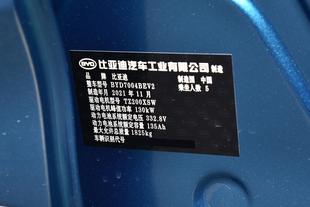 BYD 比亚迪汽车工业有限公司 制造
品 牌 比亚迪 制造国 中国
整车型号 BYD7004BEV2 乘坐人数 5
制造年月 2021 年 11 月
驱动电机型号 TZ200XSW
驱动电机峰值功率 130kW
动力电池系统额定电压 332.8V
动力电池系统额定容量 135Ah
最大允许总质量 1825kg
车辆识别代号